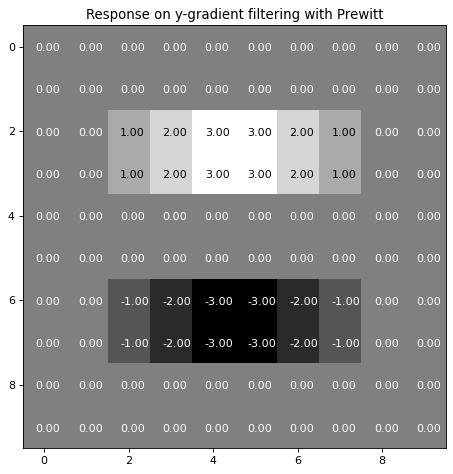 Response on y-gradient filtering with Prewitt
0 0.00 0.00 0.00 0.00 0.00 0.00 0.00 0.00 0.00 0.00
0.00 0.00 0.00 0.00 0.00 0.00 0.00 0.00 0.00 0.00
2 0.00 0.00 1.00 2.00 3.00 3.00 2.00 1.00 0.00 0.00
0.00 0.00 1.00 2.00 3.00 3.00 2.00 1.00 0.00 0.00
4 0.00 0.00 0.00 0.00 0.00 0.00 0.00 0.00 0.00 0.00
0.00 0.00 0.00 0.00 0.00 0.00 0.00 0.00 0.00 0.00
6 0.00 0.00 -1.00 -2.00 -3.00 -3.00 -2.00 -1.00 0.00 0.00
0.00 0.00 -1.00 -2.00 -3.00 -3.00 -2.00 -1.00 0.00 0.00
8 0.00 0.00 0.00 0.00 0.00 0.00 0.00 0.00 0.00 0.00
0.00 0.00 0.00 0.00 0.00 0.00 0.00 0.00 0.00 0.00
0 2 4 6 8